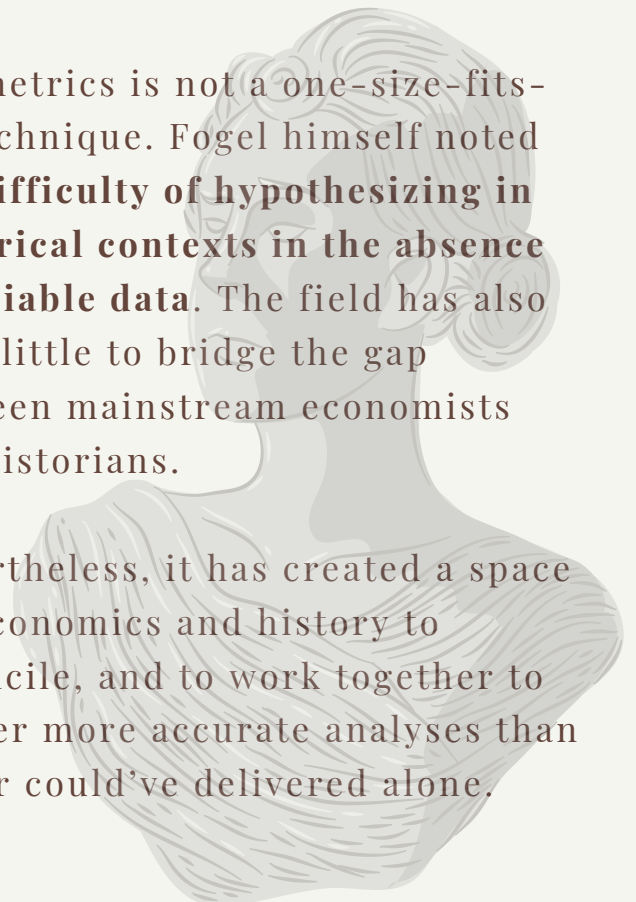 netrics is not a one-size-fits-
chnique. Fogel himself noted
ifficulty of hypothesizing in
rical contexts in the absence
iable data. The field has also
little to bridge the gap
een mainstream economists
istorians.
rtheless, it has created a space
conomics and history to
cile, and to work together to
er more accurate analyses than
r could’ve delivered alone.